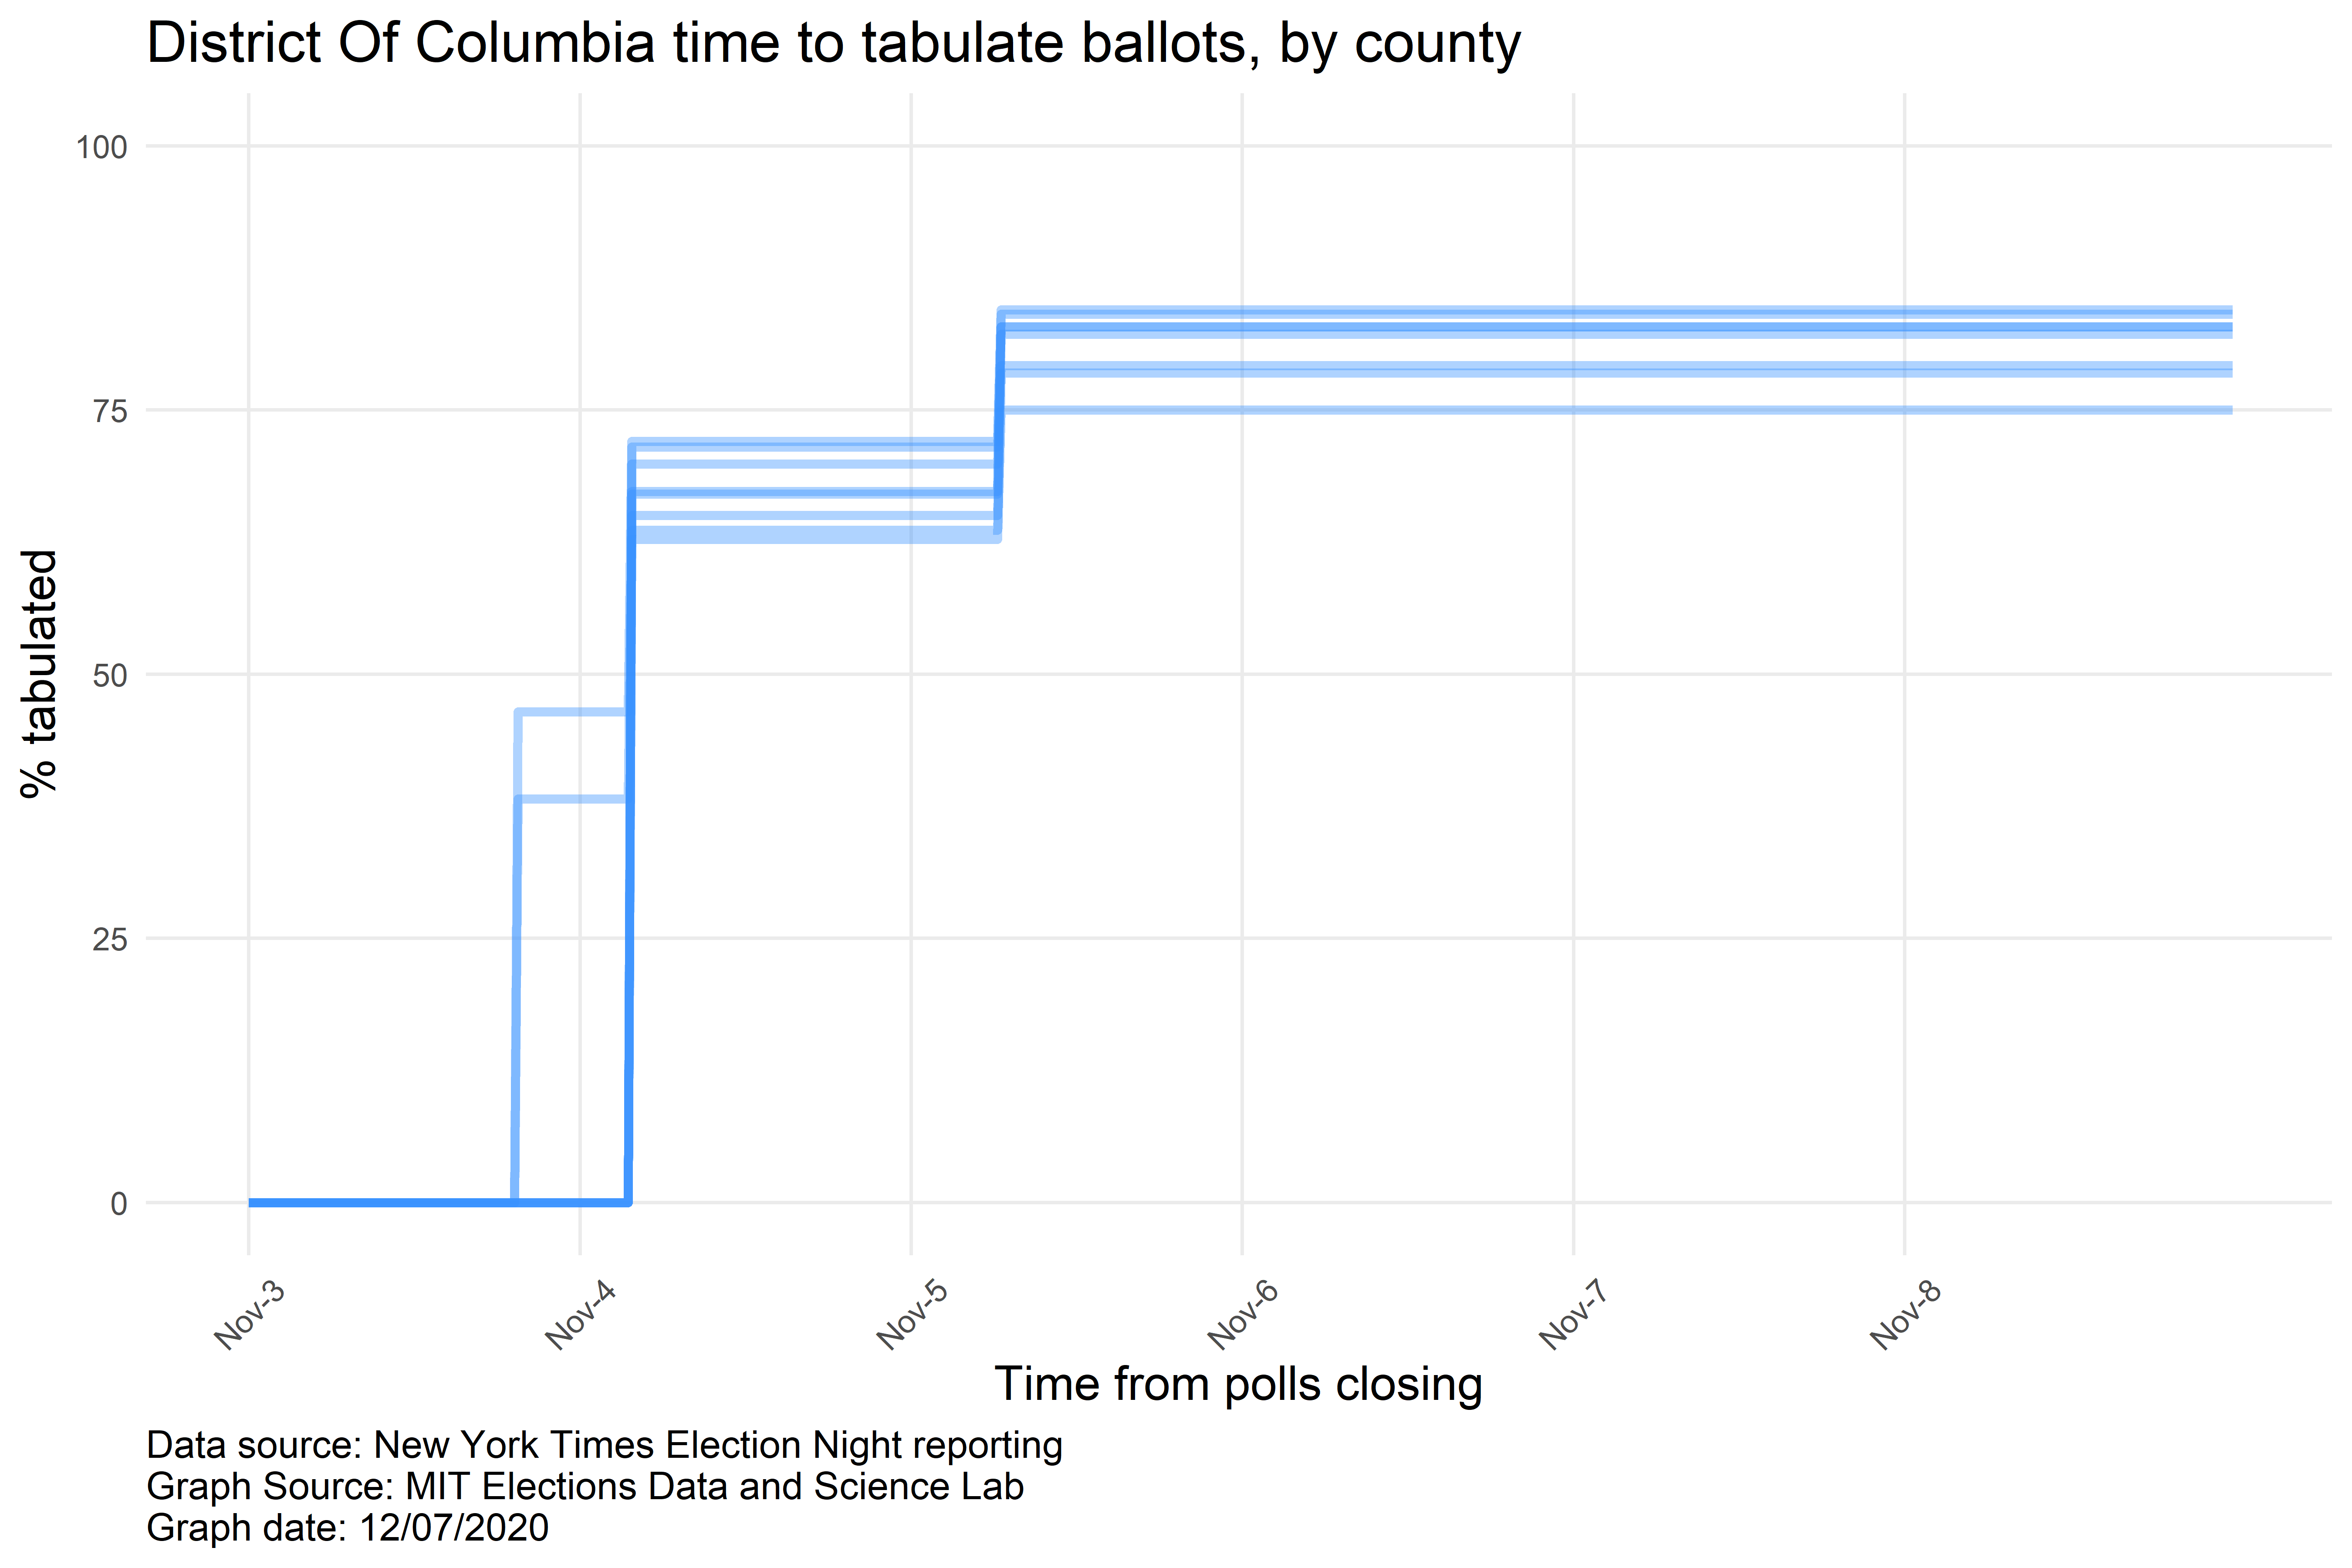 District Of Columbia time to tabulate ballots, by county
100
75
50
25
0
% tabulated
Nov-3
Nov-4
Nov-5
Nov-6
Nov-7
Nov-8
Time from polls closing
Data source: New York Times Election Night reporting
Graph Source: MIT Elections Data and Science Lab
Graph date: 12/07/2020